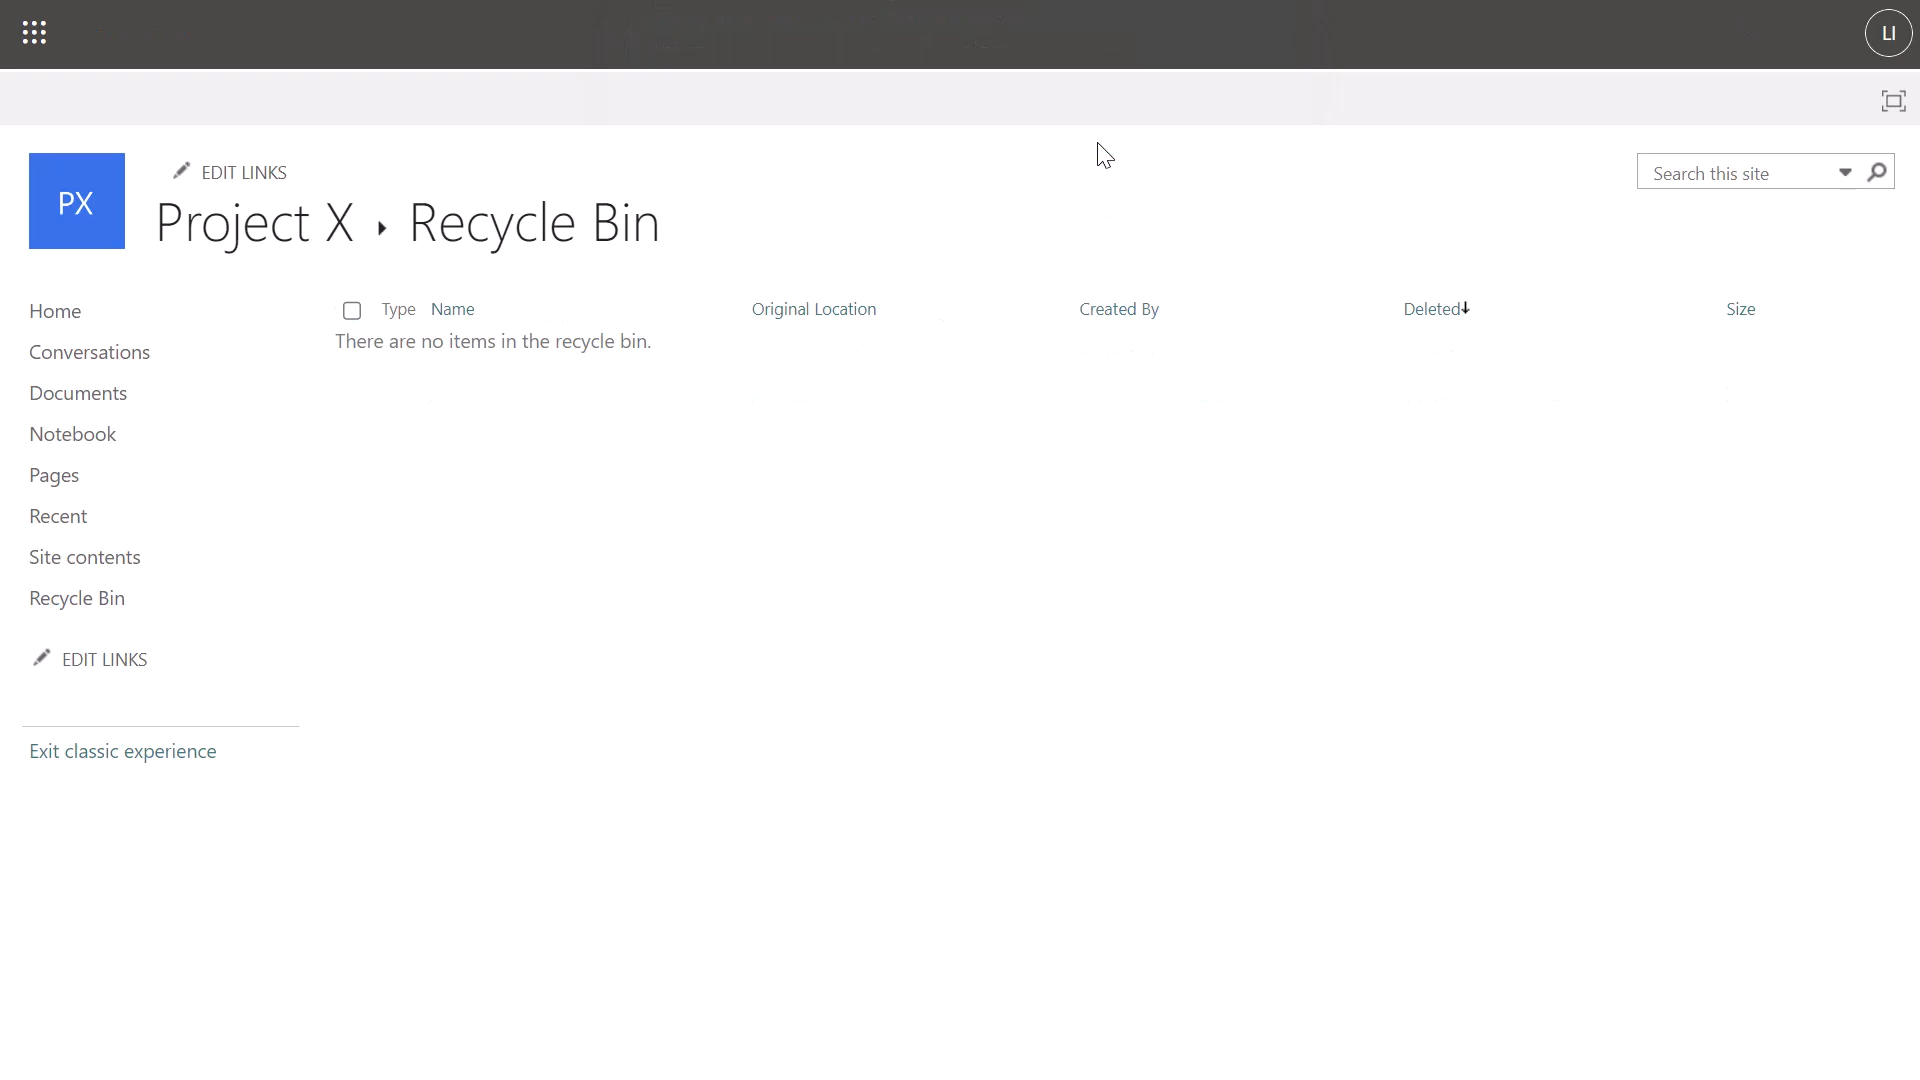 LI
EDIT LINKS
PX
Project X ▸ Recycle Bin
Search this site
Home
Conversations
Documents
Notebook
Pages
Recent
Site contents
Recycle Bin
EDIT LINKS
Exit classic experience
Type Name Original Location Created By Deleted↓ Size
There are no items in the recycle bin.